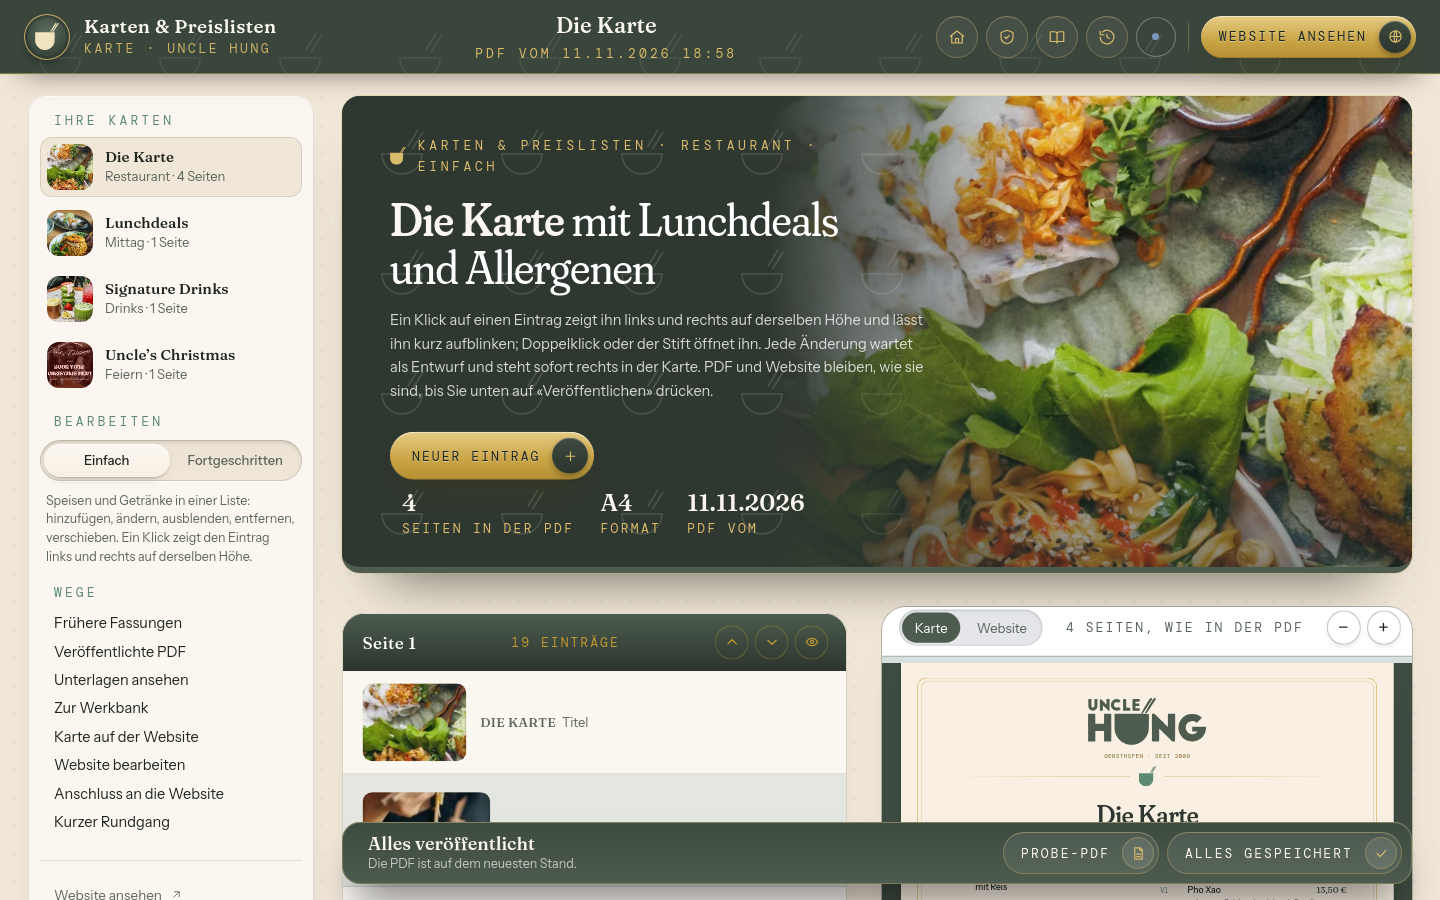 Karten & Preislisten
KARTE · UNCLE HUNG
Die Karte
PDF VOM 11.11.2026 18:58
WEBSITE ANSEHEN
IHRE KARTEN
Die Karte
Restaurant · 4 Seiten
Lunchdeals
Mittag · 1 Seite
Signature Drinks
Drinks · 1 Seite
Uncle’s Christmas
Feiern · 1 Seite
BEARBEITEN
Einfach
Fortgeschritten
Speisen und Getränke in einer Liste:
hinzufügen, ändern, ausblenden, entfernen,
verschieben. Ein Klick zeigt den Eintrag
links und rechts auf derselben Höhe.
WEGE
Frühere Fassungen
Veröffentlichte PDF
Unterlagen ansehen
Zur Werkbank
Karte auf der Website
Website bearbeiten
Anschluss an die Website
Kurzer Rundgang
Website ansehen
KARTEN & PREISLISTEN · RESTAURANT ·
EINFACH
Die Karte mit Lunchdeals
und Allergenen
Ein Klick auf einen Eintrag zeigt ihn links und rechts auf derselben Höhe und lässt
ihn kurz aufblinken; Doppelklick oder der Stift öffnet ihn. Jede Änderung wartet
als Entwurf und steht sofort rechts in der Karte. PDF und Website bleiben, wie sie
sind, bis Sie unten auf «Veröffentlichen» drücken.
NEUER EINTRAG
4
SEITEN IN DER PDF
A4
FORMAT
11.11.2026
PDF VOM
Seite 1
19 EINTRÄGE
DIE KARTE Titel
Karte
Website
4 SEITEN, WIE IN DER PDF
UNCLE
HUNG
GERSTHOFEN · SEIT 2000
Die Karte
Alles veröffentlicht
Die PDF ist auf dem neuesten Stand.
PROBE-PDF
ALLES GESPEICHERT
mit Reis
V1
Pho Xao
13,50 €